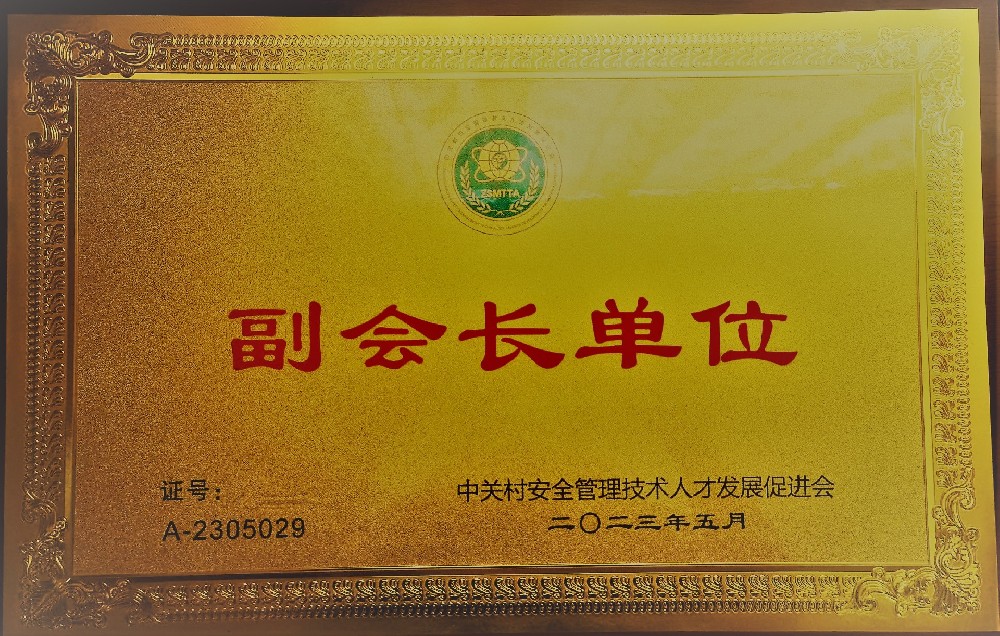 ZSMTTA
副会长单位
证号：
A-2305029
中关村安全管理技术人才发展促进会
二〇二三年五月